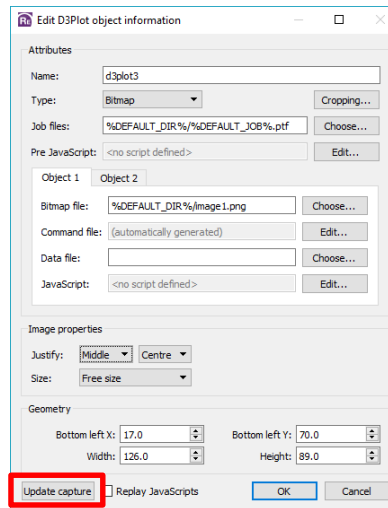 RE Edit D3Plot object information
Attributes
Name: d3plot3
Type: Bitmap Cropping...
Job files: %DEFAULT_DIR%/%DEFAULT_JOB%.ptf Choose...
Pre JavaScript: <no script defined> Edit...
Object 1 Object 2
Bitmap file: %DEFAULT_DIR%/image1.png Choose...
Command file: (automatically generated) Edit...
Data file: Choose...
JavaScript: <no script defined> Edit...
Image properties
Justify: Middle Centre
Size: Free size
Geometry
Bottom left X: 17.0 Bottom left Y: 70.0
Width: 126.0 Height: 89.0
Update capture Replay JavaScripts OK Cancel